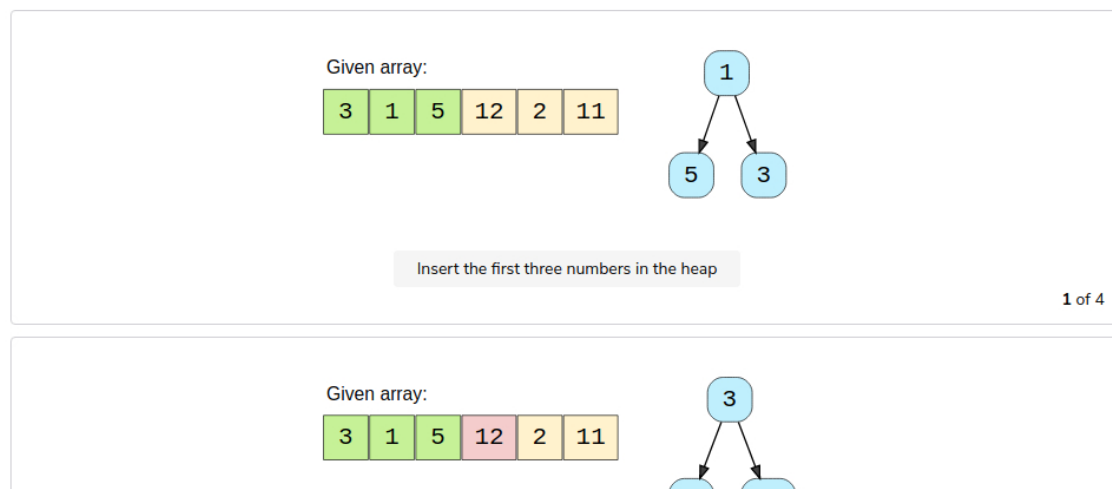 Given array:
1
3 1 5 12 2 11
5 3
Insert the first three numbers in the heap
1 of 4
Given array:
3
3 1 5 12 2 11